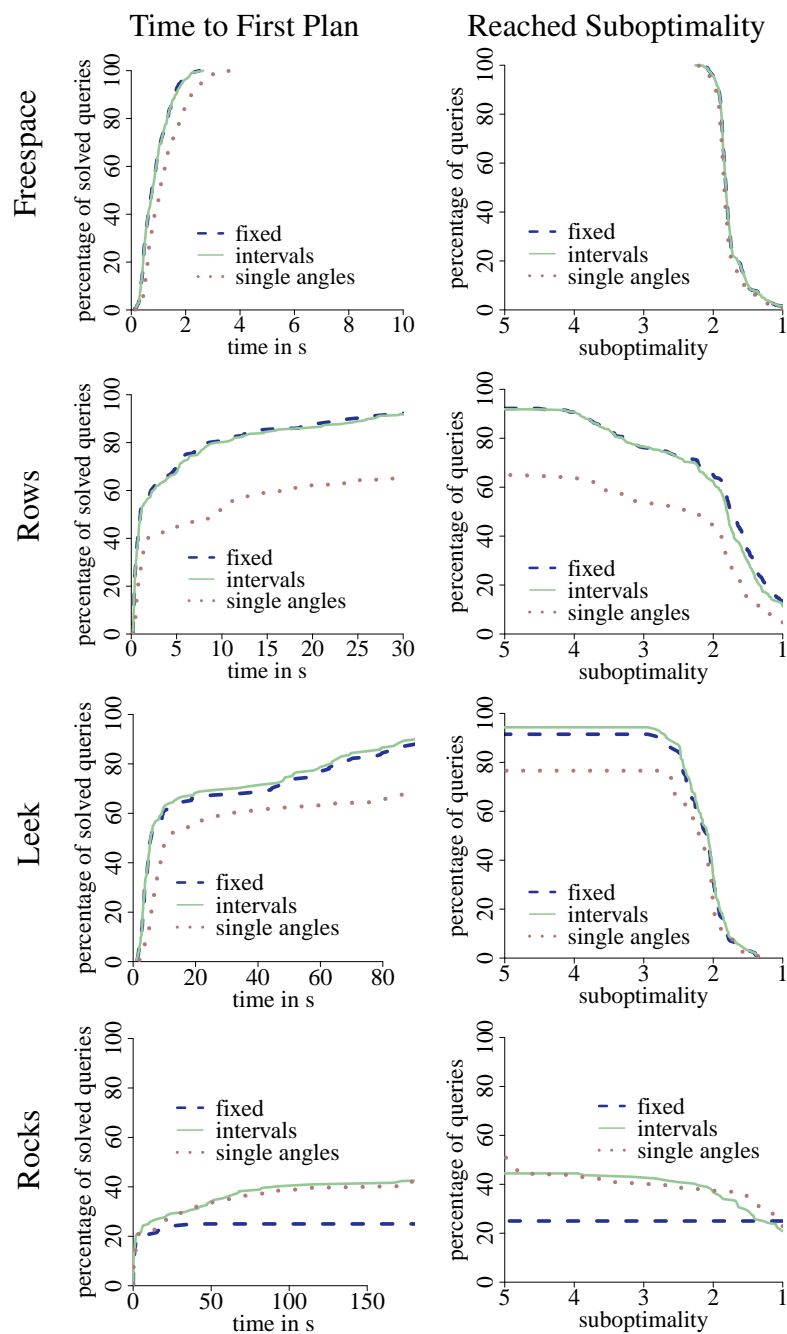 Time to First Plan
Reached Suboptimality
Freespace
percentage of solved queries
0 20 40 60 80 100
fixed
intervals
single angles
0 2 4 6 8 10
time in s
percentage of queries
0 20 40 60 80 100
fixed
intervals
single angles
5 4 3 2 1
suboptimality
Rows
percentage of solved queries
0 20 40 60 80 100
fixed
intervals
single angles
0 5 10 15 20 25 30
time in s
percentage of queries
0 20 40 60 80 100
fixed
intervals
single angles
5 4 3 2 1
suboptimality
Leek
percentage of solved queries
0 20 40 60 80 100
fixed
intervals
single angles
0 20 40 60 80
time in s
percentage of queries
0 20 40 60 80 100
fixed
intervals
single angles
5 4 3 2 1
suboptimality
Rocks
percentage of solved queries
0 20 40 60 80 100
fixed
intervals
single angles
0 50 100 150
time in s
percentage of queries
0 20 40 60 80 100
fixed
intervals
single angles
5 4 3 2 1
suboptimality